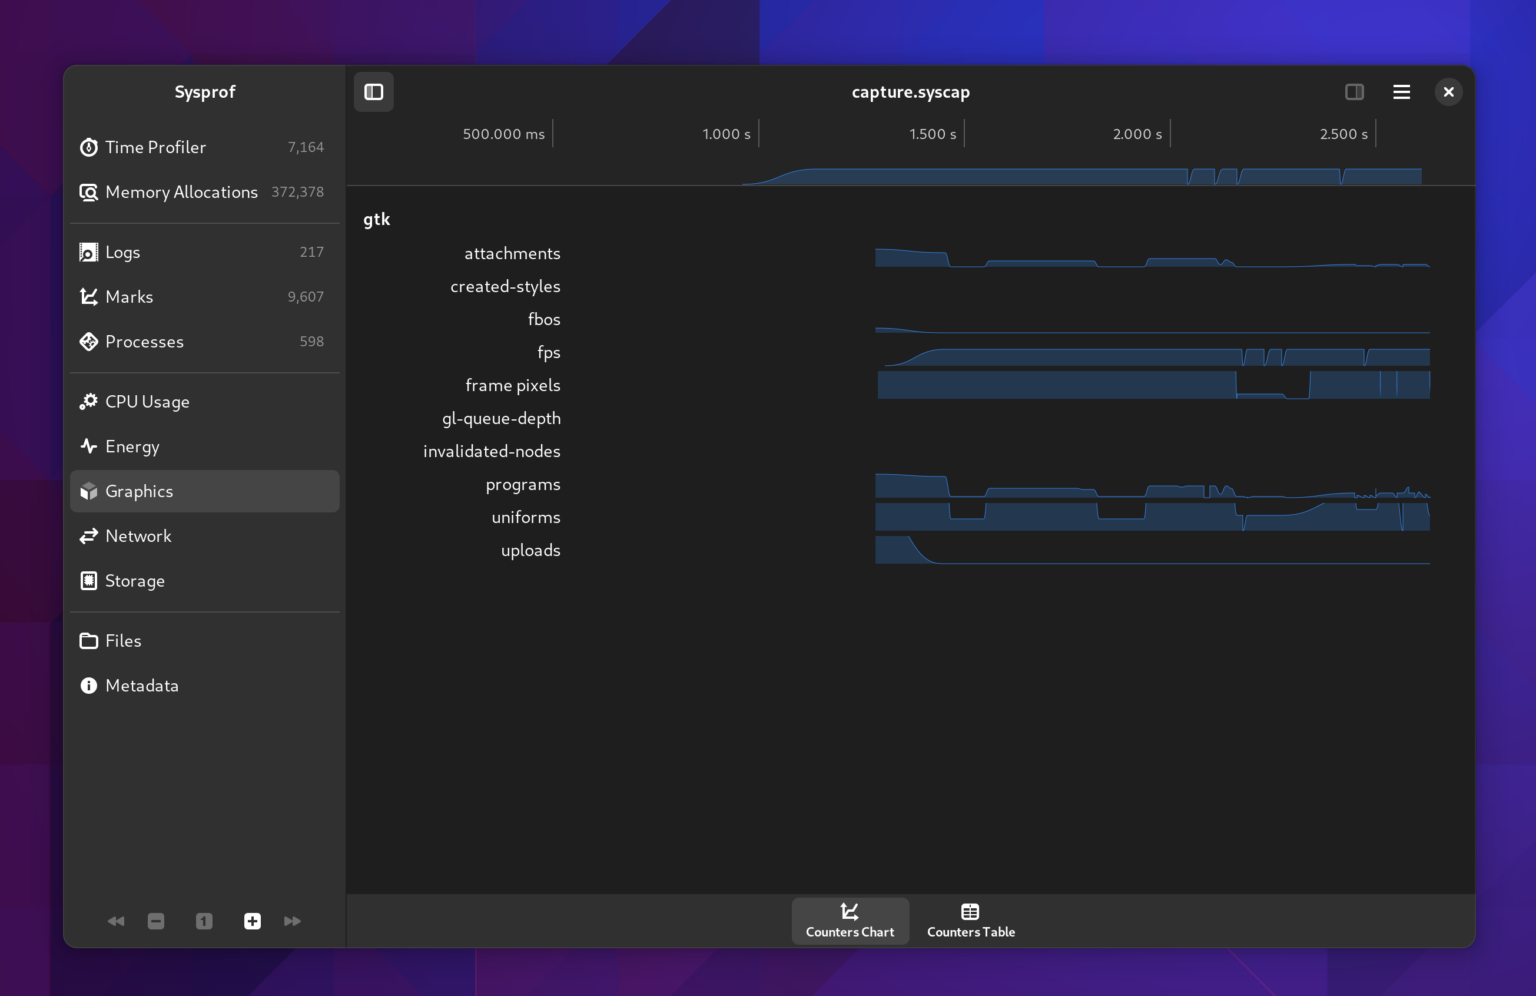 Sysprof
Time Profiler 7,164
Memory Allocations 372,378
Logs 217
Marks 9,607
Processes 598
CPU Usage
Energy
Graphics
Network
Storage
Files
Metadata
1
capture.syscap
500.000 ms 1.000 s 1.500 s 2.000 s 2.500 s
gtk
attachments
created-styles
fbos
fps
frame pixels
gl-queue-depth
invalidated-nodes
programs
uniforms
uploads
Counters Chart Counters Table